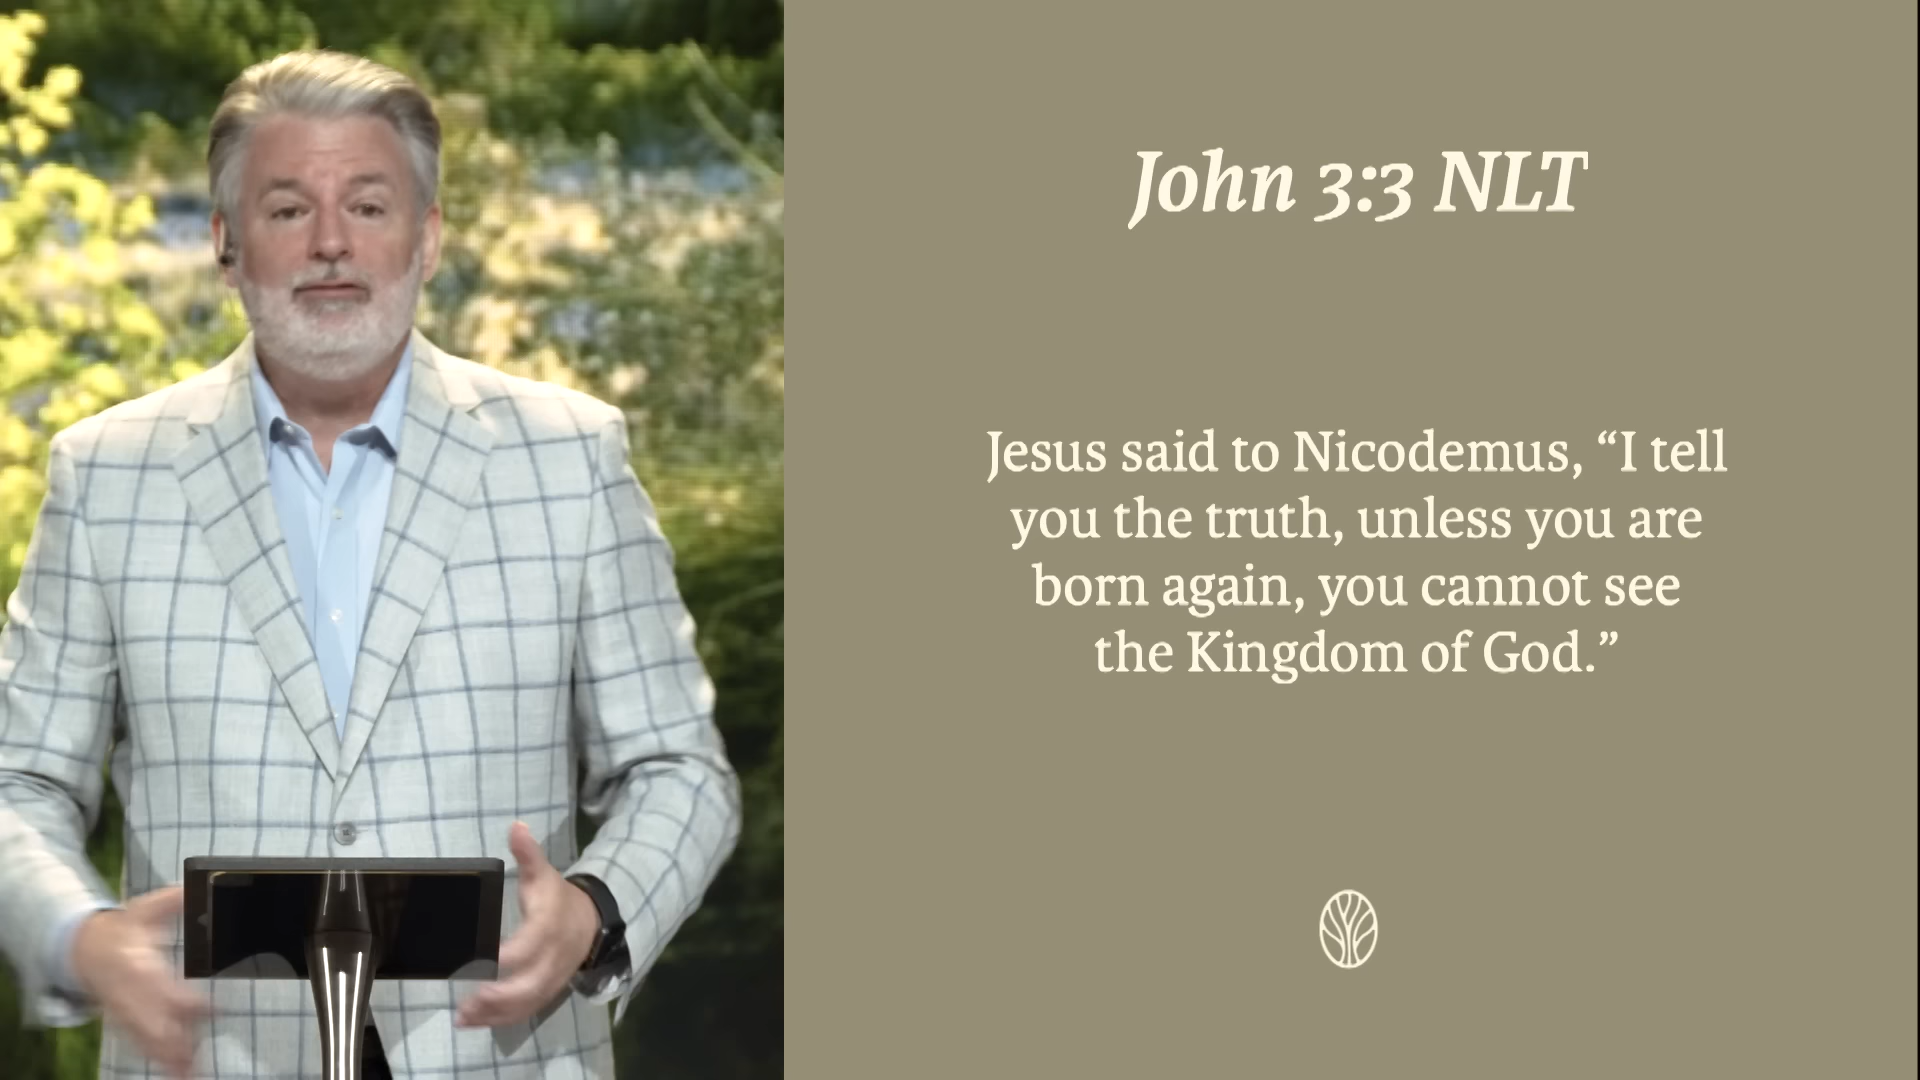 John 3:3 NLT
Jesus said to Nicodemus, “I tell
you the truth, unless you are
born again, you cannot see
the Kingdom of God.”